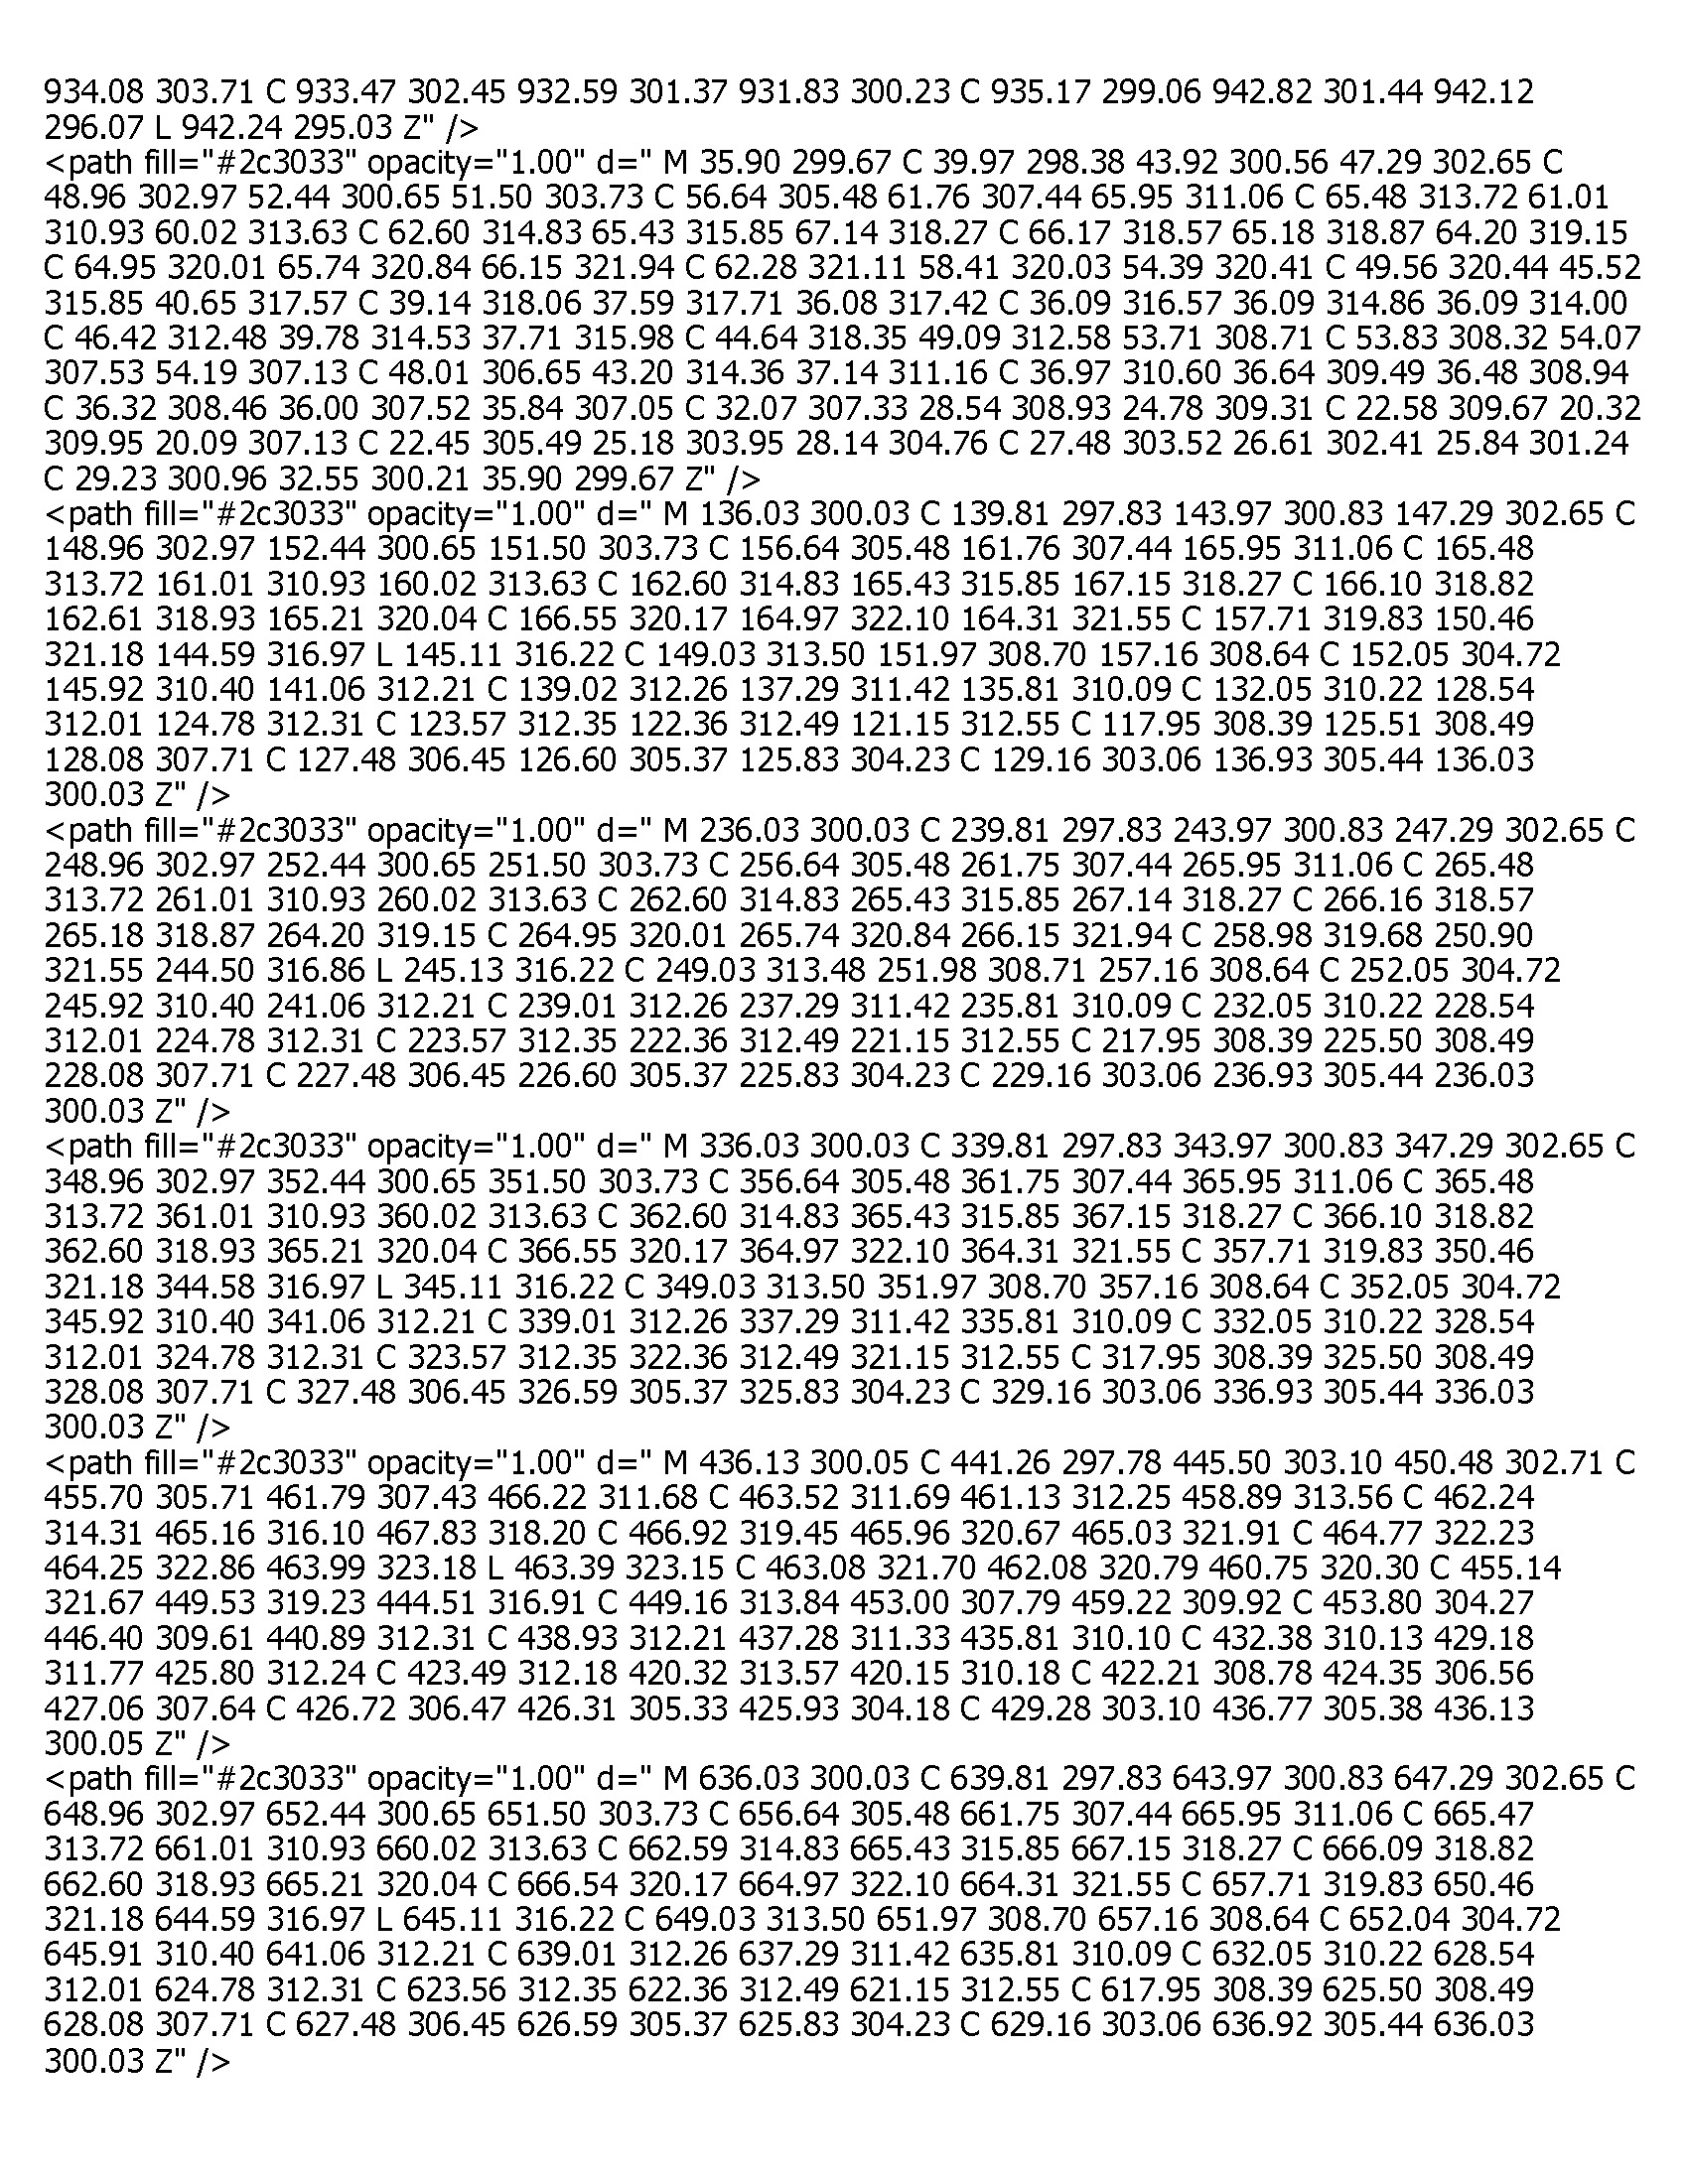 934.08 303.71 C 933.47 302.45 932.59 301.37 931.83 300.23 C 935.17 299.06 942.82 301.44 942.12
296.07 L 942.24 295.03 Z" />
<path fill="#2c3033" opacity="1.00" d=" M 35.90 299.67 C 39.97 298.38 43.92 300.56 47.29 302.65 C
48.96 302.97 52.44 300.65 51.50 303.73 C 56.64 305.48 61.76 307.44 65.95 311.06 C 65.48 313.72 61.01
310.93 60.02 313.63 C 62.60 314.83 65.43 315.85 67.14 318.27 C 66.17 318.57 65.18 318.87 64.20 319.15
C 64.95 320.01 65.74 320.84 66.15 321.94 C 62.28 321.11 58.41 320.03 54.39 320.41 C 49.56 320.44 45.52
315.85 40.65 317.57 C 39.14 318.06 37.59 317.71 36.08 317.42 C 36.09 316.57 36.09 314.86 36.09 314.00
C 46.42 312.48 39.78 314.53 37.71 315.98 C 44.64 318.35 49.09 312.58 53.71 308.71 C 53.83 308.32 54.07
307.53 54.19 307.13 C 48.01 306.65 43.20 314.36 37.14 311.16 C 36.97 310.60 36.64 309.49 36.48 308.94
C 36.32 308.46 36.00 307.52 35.84 307.05 C 32.07 307.33 28.54 308.93 24.78 309.31 C 22.58 309.67 20.32
309.95 20.09 307.13 C 22.45 305.49 25.18 303.95 28.14 304.76 C 27.48 303.52 26.61 302.41 25.84 301.24
C 29.23 300.96 32.55 300.21 35.90 299.67 Z" />
<path fill="#2c3033" opacity="1.00" d=" M 136.03 300.03 C 139.81 297.83 143.97 300.83 147.29 302.65 C
148.96 302.97 152.44 300.65 151.50 303.73 C 156.64 305.48 161.76 307.44 165.95 311.06 C 165.48
313.72 161.01 310.93 160.02 313.63 C 162.60 314.83 165.43 315.85 167.15 318.27 C 166.10 318.82
162.61 318.93 165.21 320.04 C 166.55 320.17 164.97 322.10 164.31 321.55 C 157.71 319.83 150.46
321.18 144.59 316.97 L 145.11 316.22 C 149.03 313.50 151.97 308.70 157.16 308.64 C 152.05 304.72
145.92 310.40 141.06 312.21 C 139.02 312.26 137.29 311.42 135.81 310.09 C 132.05 310.22 128.54
312.01 124.78 312.31 C 123.57 312.35 122.36 312.49 121.15 312.55 C 117.95 308.39 125.51 308.49
128.08 307.71 C 127.48 306.45 126.60 305.37 125.83 304.23 C 129.16 303.06 136.93 305.44 136.03
300.03 Z" />
<path fill="#2c3033" opacity="1.00" d=" M 236.03 300.03 C 239.81 297.83 243.97 300.83 247.29 302.65 C
248.96 302.97 252.44 300.65 251.50 303.73 C 256.64 305.48 261.75 307.44 265.95 311.06 C 265.48
313.72 261.01 310.93 260.02 313.63 C 262.60 314.83 265.43 315.85 267.14 318.27 C 266.16 318.57
265.18 318.87 264.20 319.15 C 264.95 320.01 265.74 320.84 266.15 321.94 C 258.98 319.68 250.90
321.55 244.50 316.86 L 245.13 316.22 C 249.03 313.48 251.98 308.71 257.16 308.64 C 252.05 304.72
245.92 310.40 241.06 312.21 C 239.01 312.26 237.29 311.42 235.81 310.09 C 232.05 310.22 228.54
312.01 224.78 312.31 C 223.57 312.35 222.36 312.49 221.15 312.55 C 217.95 308.39 225.50 308.49
228.08 307.71 C 227.48 306.45 226.60 305.37 225.83 304.23 C 229.16 303.06 236.93 305.44 236.03
300.03 Z" />
<path fill="#2c3033" opacity="1.00" d=" M 336.03 300.03 C 339.81 297.83 343.97 300.83 347.29 302.65 C
348.96 302.97 352.44 300.65 351.50 303.73 C 356.64 305.48 361.75 307.44 365.95 311.06 C 365.48
313.72 361.01 310.93 360.02 313.63 C 362.60 314.83 365.43 315.85 367.15 318.27 C 366.10 318.82
362.60 318.93 365.21 320.04 C 366.55 320.17 364.97 322.10 364.31 321.55 C 357.71 319.83 350.46
321.18 344.58 316.97 L 345.11 316.22 C 349.03 313.50 351.97 308.70 357.16 308.64 C 352.05 304.72
345.92 310.40 341.06 312.21 C 339.01 312.26 337.29 311.42 335.81 310.09 C 332.05 310.22 328.54
312.01 324.78 312.31 C 323.57 312.35 322.36 312.49 321.15 312.55 C 317.95 308.39 325.50 308.49
328.08 307.71 C 327.48 306.45 326.59 305.37 325.83 304.23 C 329.16 303.06 336.93 305.44 336.03
300.03 Z" />
<path fill="#2c3033" opacity="1.00" d=" M 436.13 300.05 C 441.26 297.78 445.50 303.10 450.48 302.71 C
455.70 305.71 461.79 307.43 466.22 311.68 C 463.52 311.69 461.13 312.25 458.89 313.56 C 462.24
314.31 465.16 316.10 467.83 318.20 C 466.92 319.45 465.96 320.67 465.03 321.91 C 464.77 322.23
464.25 322.86 463.99 323.18 L 463.39 323.15 C 463.08 321.70 462.08 320.79 460.75 320.30 C 455.14
321.67 449.53 319.23 444.51 316.91 C 449.16 313.84 453.00 307.79 459.22 309.92 C 453.80 304.27
446.40 309.61 440.89 312.31 C 438.93 312.21 437.28 311.33 435.81 310.10 C 432.38 310.13 429.18
311.77 425.80 312.24 C 423.49 312.18 420.32 313.57 420.15 310.18 C 422.21 308.78 424.35 306.56
427.06 307.64 C 426.72 306.47 426.31 305.33 425.93 304.18 C 429.28 303.10 436.77 305.38 436.13
300.05 Z" />
<path fill="#2c3033" opacity="1.00" d=" M 636.03 300.03 C 639.81 297.83 643.97 300.83 647.29 302.65 C
648.96 302.97 652.44 300.65 651.50 303.73 C 656.64 305.48 661.75 307.44 665.95 311.06 C 665.47
313.72 661.01 310.93 660.02 313.63 C 662.59 314.83 665.43 315.85 667.15 318.27 C 666.09 318.82
662.60 318.93 665.21 320.04 C 666.54 320.17 664.97 322.10 664.31 321.55 C 657.71 319.83 650.46
321.18 644.59 316.97 L 645.11 316.22 C 649.03 313.50 651.97 308.70 657.16 308.64 C 652.04 304.72
645.91 310.40 641.06 312.21 C 639.01 312.26 637.29 311.42 635.81 310.09 C 632.05 310.22 628.54
312.01 624.78 312.31 C 623.56 312.35 622.36 312.49 621.15 312.55 C 617.95 308.39 625.50 308.49
628.08 307.71 C 627.48 306.45 626.59 305.37 625.83 304.23 C 629.16 303.06 636.92 305.44 636.03
300.03 Z" />